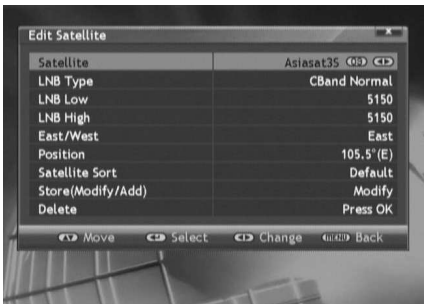 Edit Satellite
Satellite Asiasat3S
LNB Type CBand Normal
LNB Low 5150
LNB High 5150
East/West East
Position 105.5°(E)
Satellite Sort Default
Store(Modify/Add) Modify
Delete Press OK
Move Select Change MENU Back